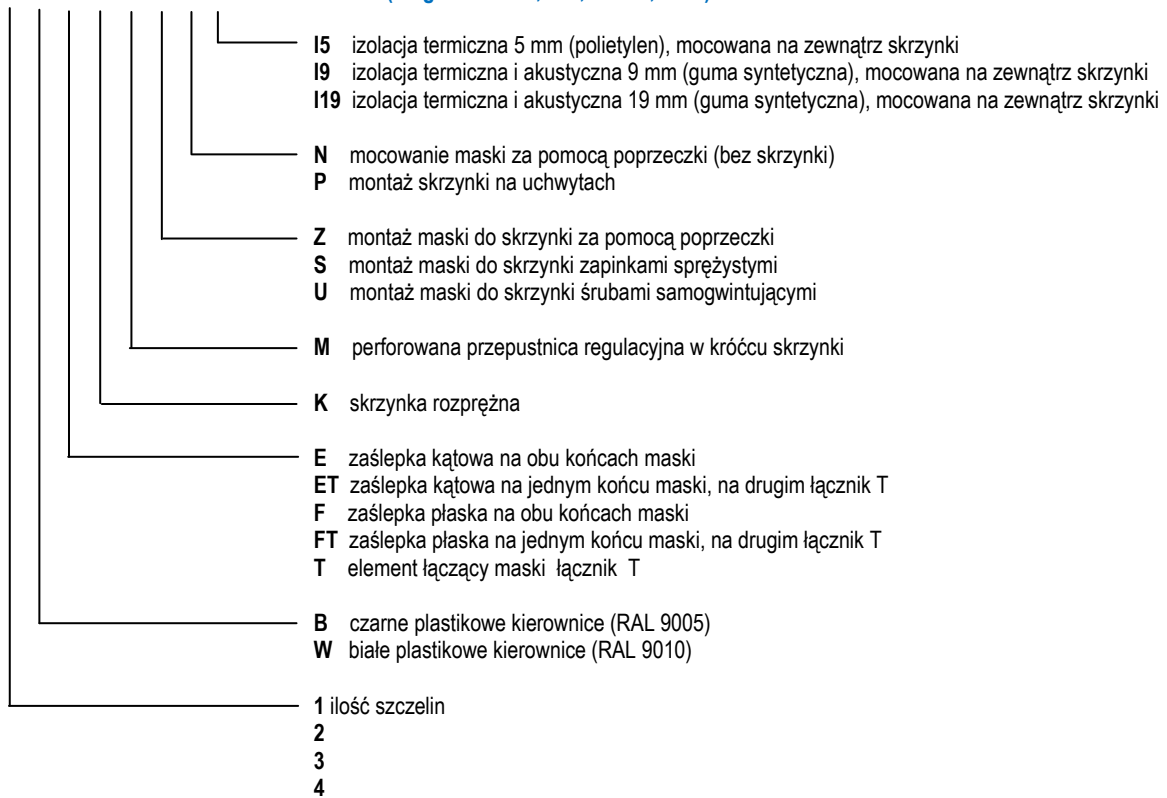 I5 izolacja termiczna 5 mm (polietylen), mocowana na zewnątrz skrzynki
I9 izolacja termiczna i akustyczna 9 mm (guma syntetyczna), mocowana na zewnątrz skrzynki
I19 izolacja termiczna i akustyczna 19 mm (guma syntetyczna), mocowana na zewnątrz skrzynki
N mocowanie maski za pomocą poprzeczki (bez skrzynki)
P montaż skrzynki na uchwytach
Z montaż maski do skrzynki za pomocą poprzeczki
S montaż maski do skrzynki zapinkami sprężystymi
U montaż maski do skrzynki śrubami samogwintującymi
M perforowana przepustnica regulacyjna w króćcu skrzynki
K skrzynka rozprężna
E zaślepka kątowa na obu końcach maski
ET zaślepka kątowa na jednym końcu maski, na drugim łącznik T
F zaślepka płaska na obu końcach maski
FT zaślepka płaska na jednym końcu maski, na drugim łącznik T
T element łączący maski łącznik T
B czarne plastikowe kierownice (RAL 9005)
W białe plastikowe kierownice (RAL 9010)
1 ilość szczelin
2
3
4